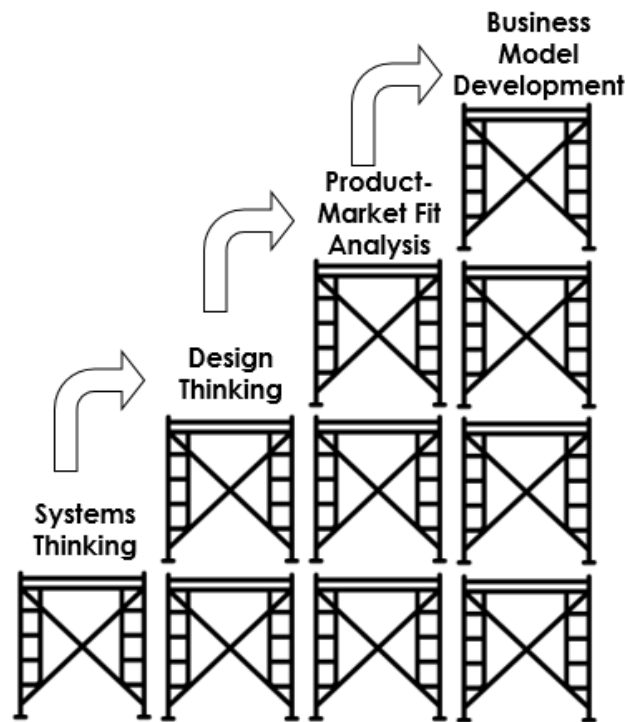 Business
Model
Development
Product-
Market Fit
Analysis
Design
Thinking
Systems
Thinking